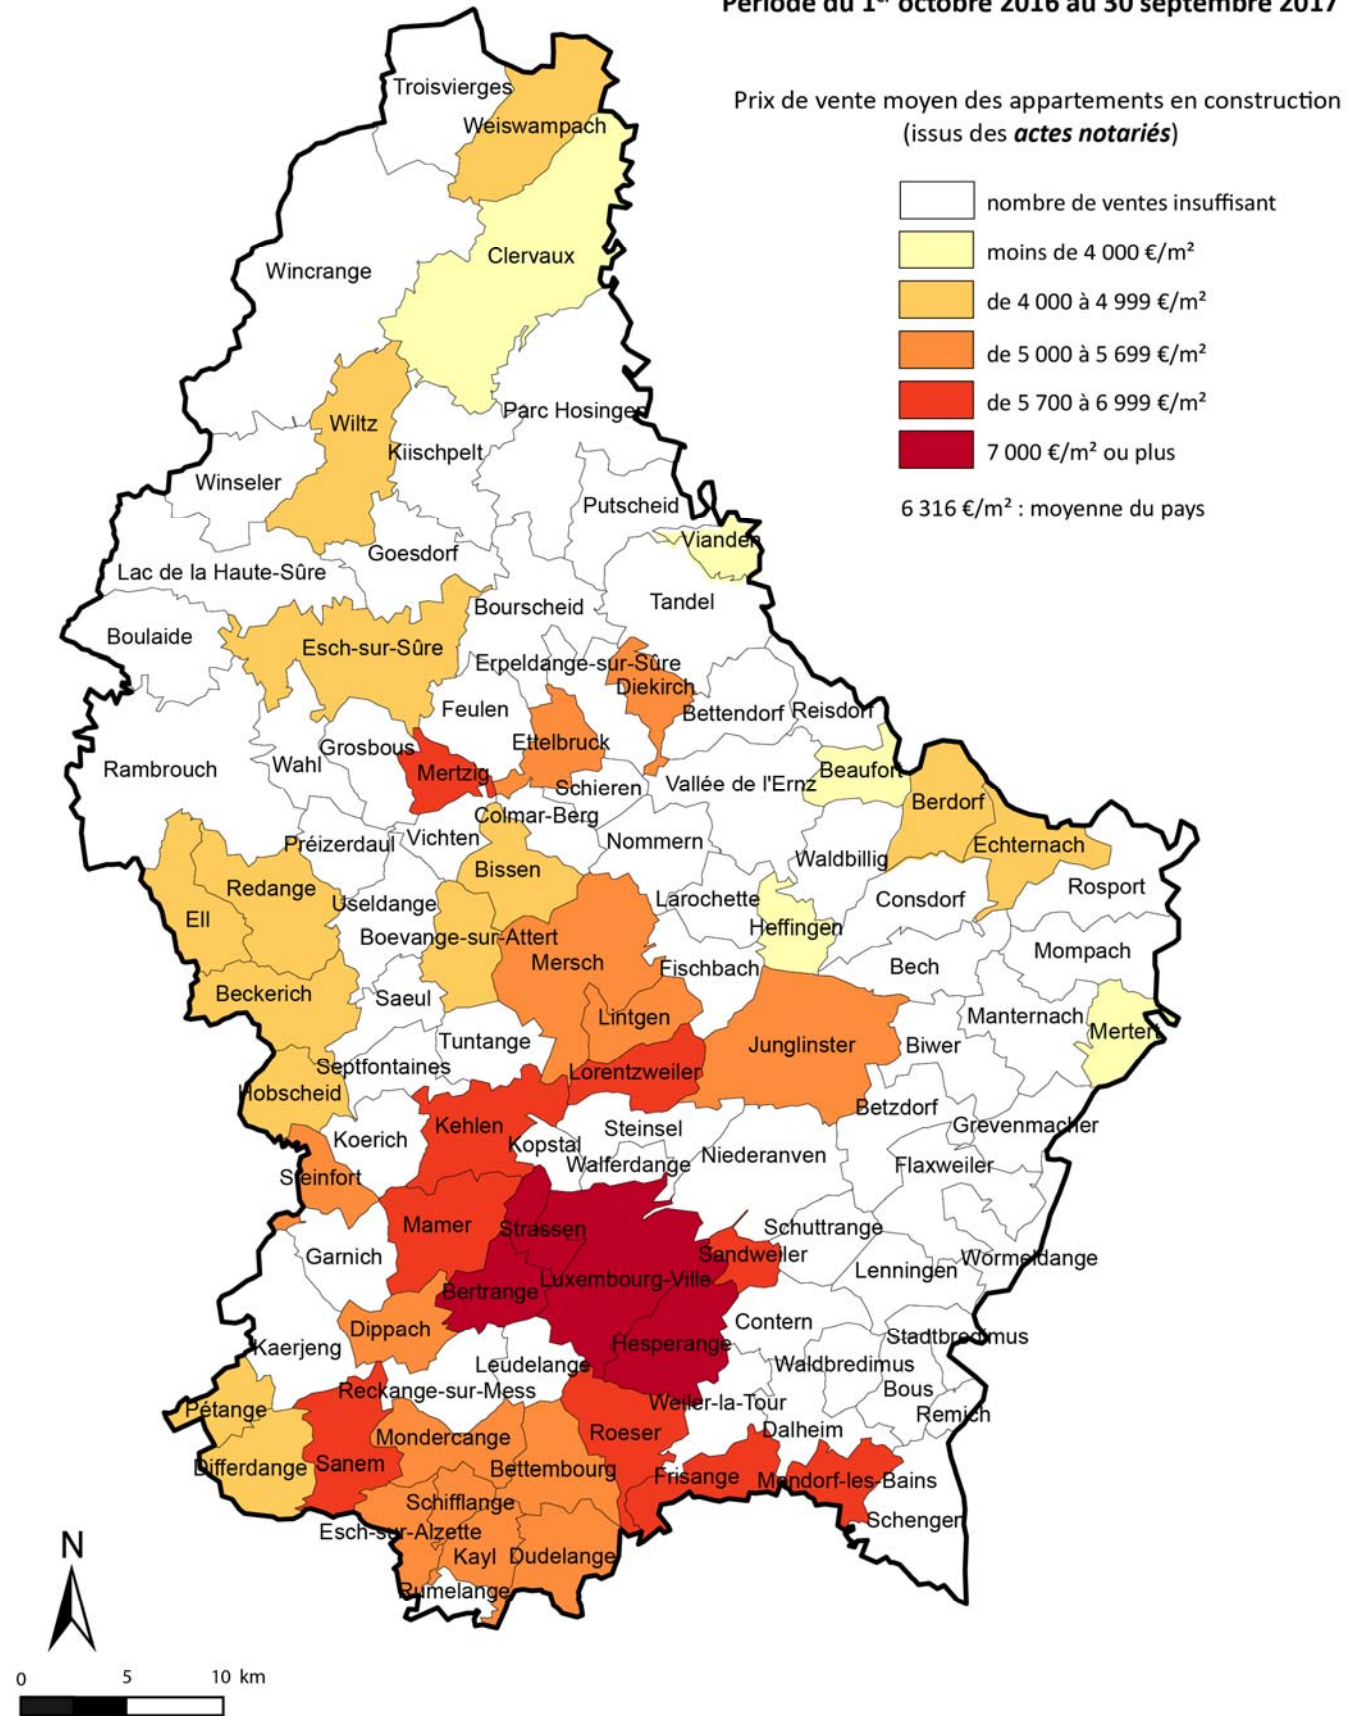 Période du 1er octobre 2016 au 30 septembre 2017
Prix de vente moyen des appartements en construction
(issus des actes notariés)
nombre de ventes insuffisant
moins de 4 000 €/m²
de 4 000 à 4 999 €/m²
de 5 000 à 5 699 €/m²
de 5 700 à 6 999 €/m²
7 000 €/m² ou plus
6 316 €/m² : moyenne du pays
Troisvierges
Weiswampach
Clervaux
Wincrange
Parc Hosingen
Wiltz
Kiischpelt
Winseler
Putscheid
Vianden
Goesdorf
Lac de la Haute-Sûre
Tandel
Bourscheid
Boulaide
Esch-sur-Sûre
Erpeldange-sur-Sûre
Diekirch
Feulen
Bettendorf
Reisdorf
Grosbous
Ettelbruck
Wahl
Rambrouch
Mertzig
Beaufort
Schieren
Vallée de l'Ernz
Berdorf
Colmar-Berg
Préizerdaul
Vichten
Nommern
Echternach
Waldbillig
Bissen
Redange
Rosport
Useldange
Larochette
Consdorf
Ell
Heffingen
Boevange-sur-Attert
Mersch
Fischbach
Bech
Mompach
Beckerich
Saeul
Lintgen
Manternach
Mertert
Tuntange
Junglinster
Biwer
Septfontaines
Lorentzweiler
Hobscheid
Betzdorf
Kehlen
Steinsel
Grevenmacher
Koerich
Kopstal
Niederanven
Walferdange
Flaxweiler
Steinfort
Mamer
Strassen
Schuttrange
Garnich
Sandweiler
Wormeldange
Lenningen
Luxembourg-Ville
Bertrange
Contern
Dippach
Hesperange
Stadtbredimus
Kaerjeng
Leudelange
Waldbredimus
Reckange-sur-Mess
Bous
Weiler-la-Tour
Pétange
Remich
Roeser
Dalheim
Mondercange
Sanem
Differdange
Bettembourg
Frisange
Mondorf-les-Bains
Schifflange
Schengen
Esch-sur-Alzette
Kayl
Dudelange
Rumelange
N
0 5 10 km